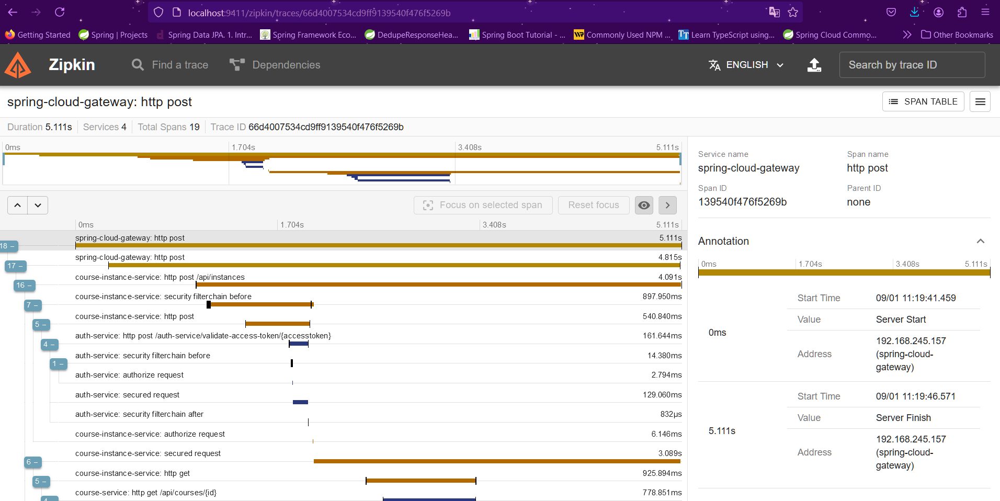 localhost:9411/zipkin/traces/66d4007534cd9ff9139540f476f5269b
Getting Started
Spring | Projects
Spring Data JPA. 1. Intr...
Spring Framework Eco...
DedupeResponseHea...
Spring Boot Tutorial - ...
Commonly Used NPM ...
Learn TypeScript using...
Spring Cloud Commo...
Other Bookmarks
Zipkin
Find a trace
Dependencies
ENGLISH
Search by trace ID
spring-cloud-gateway: http post
SPAN TABLE
Duration 5.111s
Services 4
Total Spans 19
Trace ID 66d4007534cd9ff9139540f476f5269b
0ms 1.704s 3.408s 5.111s
Focus on selected span
Reset focus
0ms 1.704s 3.408s 5.111s
18 –
spring-cloud-gateway: http post 5.111s
17 –
spring-cloud-gateway: http post 4.815s
16 –
course-instance-service: http post /api/instances 4.091s
7 –
course-instance-service: security filterchain before 897.950ms
5 –
course-instance-service: http post 540.840ms
4 –
auth-service: http post /auth-service/validate-access-token/{accesstoken} 161.644ms
1 –
auth-service: security filterchain before 14.380ms
auth-service: authorize request 2.794ms
auth-service: secured request 129.060ms
auth-service: security filterchain after 832µs
course-instance-service: authorize request 6.146ms
6 –
course-instance-service: secured request 3.089s
5 –
course-instance-service: http get 925.894ms
4 –
course-service: http get /api/courses/{id} 778.851ms
Service name
spring-cloud-gateway
Span name
http post
Span ID
139540f476f5269b
Parent ID
none
Annotation
0ms 1.704s 3.408s 5.111s
0ms
Start Time 09/01 11:19:41.459
Value Server Start
Address 192.168.245.157
(spring-cloud-
gateway)
5.111s
Start Time 09/01 11:19:46.571
Value Server Finish
Address 192.168.245.157
(spring-cloud-
gateway)